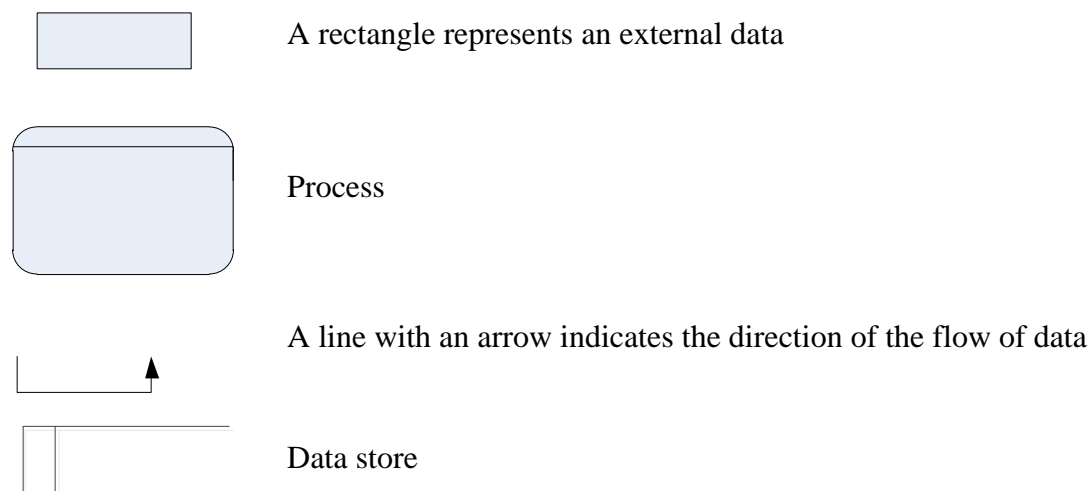 A rectangle represents an external data
Process
A line with an arrow indicates the direction of the flow of data
Data store